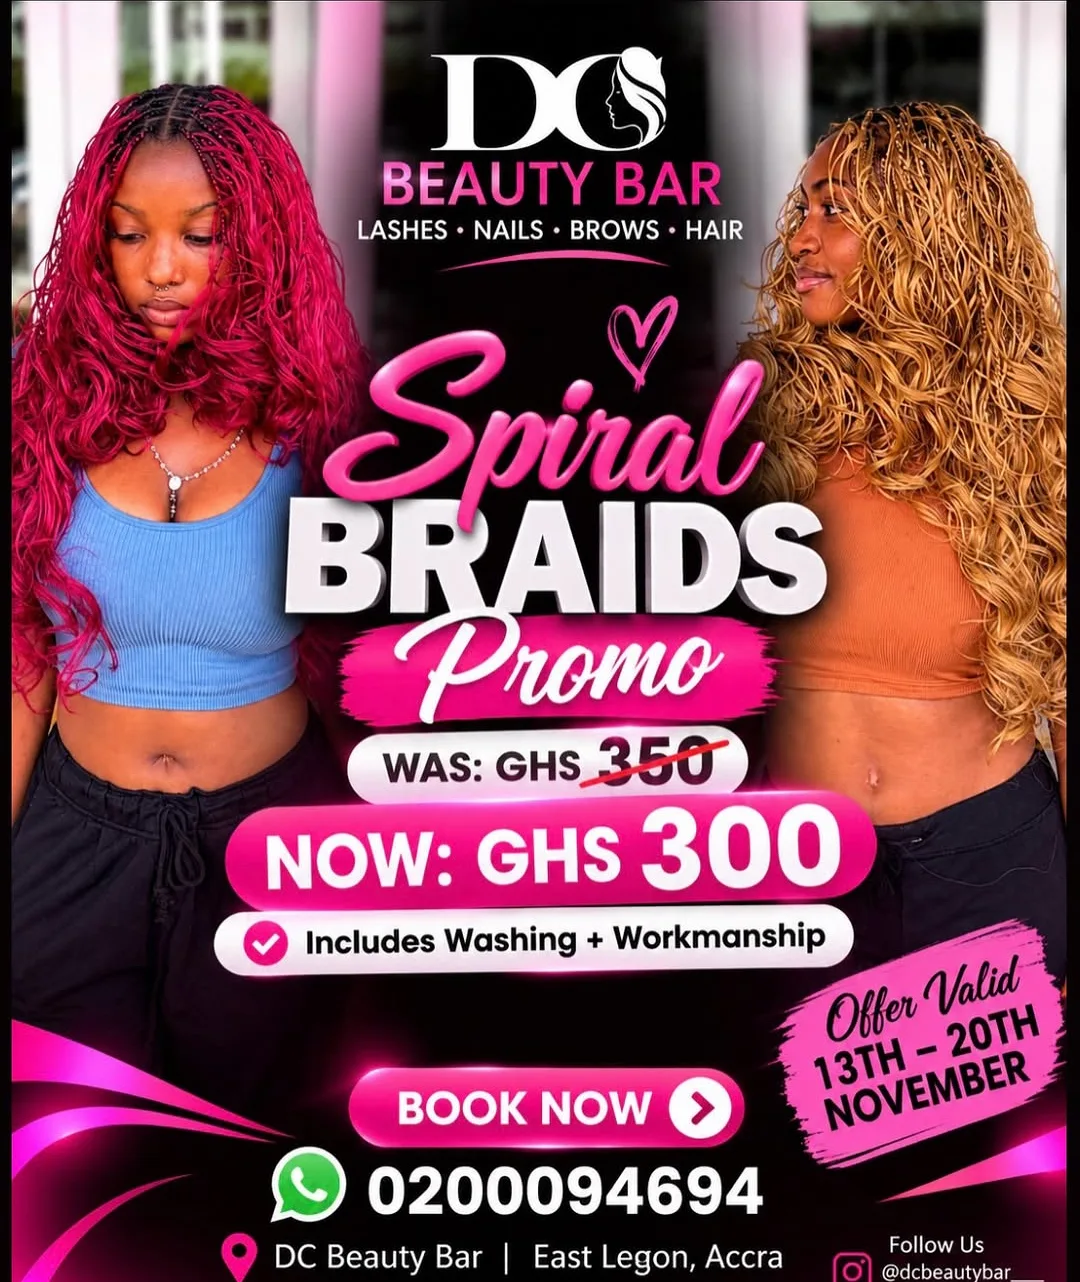 DC
BEAUTY BAR
LASHES • NAILS • BROWS • HAIR
Spiral
BRAIDS
Promo
WAS: GHS 350
NOW: GHS 300
Includes Washing + Workmanship
Offer Valid
13TH – 20TH
NOVEMBER
BOOK NOW
0200094694
DC Beauty Bar | East Legon, Accra
Follow Us
@dcbeautybar_